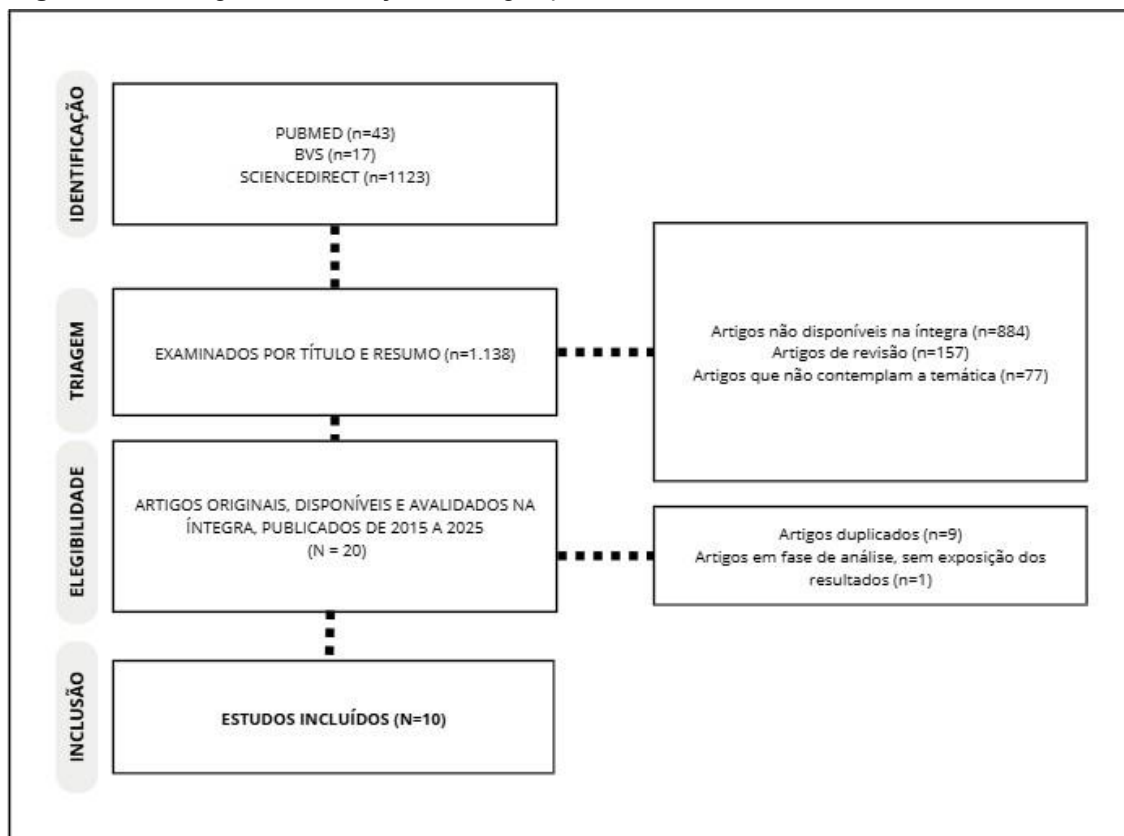 IDENTIFICAÇÃO
PUBMED (n=43)
BVS (n=17)
SCIENCEDIRECT (n=1123)
TRIAGEM
EXAMINADOS POR TÍTULO E RESUMO (n=1.138)
Artigos não disponíveis na íntegra (n=884)
Artigos de revisão (n=157)
Artigos que não contemplam a temática (n=77)
ELEGIBILIDADE
ARTIGOS ORIGINAIS, DISPONÍVEIS E AVALIDADOS NA
ÍNTEGRA, PUBLICADOS DE 2015 A 2025
(N = 20)
Artigos duplicados (n=9)
Artigos em fase de análise, sem exposição dos
resultados (n=1)
INCLUSÃO
ESTUDOS INCLUÍDOS (N=10)